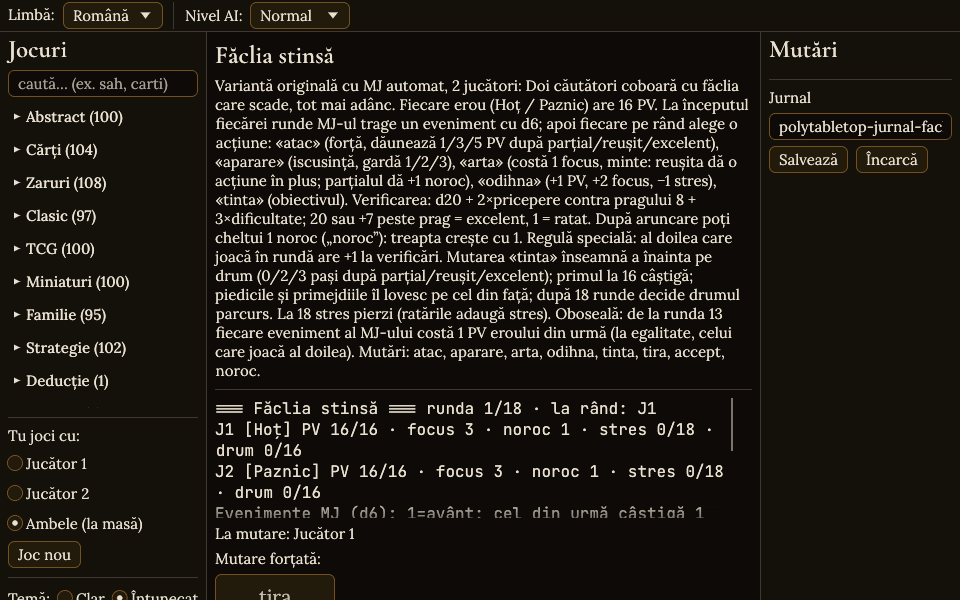 Limbă: Română ▼ Nivel AI: Normal ▼
Jocuri
caută... (ex. sah, carti)
▸ Abstract (100)
▸ Cărți (104)
▸ Zaruri (108)
▸ Clasic (97)
▸ TCG (100)
▸ Miniaturi (100)
▸ Familie (95)
▸ Strategie (102)
▸ Deducție (1)
Tu joci cu:
Jucător 1
Jucător 2
Ambele (la masă)
Joc nou
Temă: Clar Întunecat
Făclia stinsă
Variantă originală cu MJ automat, 2 jucători: Doi căutători coboară cu făclia
care scade, tot mai adânc. Fiecare erou (Hoț / Paznic) are 16 PV. La începutul
fiecărei runde MJ-ul trage un eveniment cu d6; apoi fiecare pe rând alege o
acțiune: «atac» (forță, dăunează 1/3/5 PV după parțial/reușit/excelent),
«aparare» (iscusință, gardă 1/2/3), «arta» (costă 1 focus, minte: reușita dă o
acțiune în plus; parțialul dă +1 noroc), «odihna» (+1 PV, +2 focus, −1 stres),
«tinta» (obiectivul). Verificarea: d20 + 2×pricepere contra pragului 8 +
3×dificultate; 20 sau +7 peste prag = excelent, 1 = ratat. După aruncare poți
cheltui 1 noroc („noroc”): treapta crește cu 1. Regulă specială: al doilea care
joacă în rundă are +1 la verificări. Mutarea «tinta» înseamnă a înainta pe
drum (0/2/3 pași după parțial/reușit/excelent); primul la 16 câștigă;
piedicile și primejdiile îl lovesc pe cel din față; după 18 runde decide drumul
parcurs. La 18 stres pierzi (ratările adaugă stres). Oboseală: de la runda 13
fiecare eveniment al MJ-ului costă 1 PV eroului din urmă (la egalitate, celui
care joacă al doilea). Mutări: atac, aparare, arta, odihna, tinta, tira, accept,
noroc.
═══ Făclia stinsă ═══ runda 1/18 · la rând: J1
J1 [Hoț] PV 16/16 · focus 3 · noroc 1 · stres 0/18 ·
drum 0/16
J2 [Paznic] PV 16/16 · focus 3 · noroc 1 · stres 0/18
· drum 0/16
Evenimente MJ (d6): 1=avânt: cel din urmă câștigă 1
La mutare: Jucător 1
Mutare forțată:
tira
Mutări
Jurnal
polytabletop-jurnal-fac
Salvează Încarcă